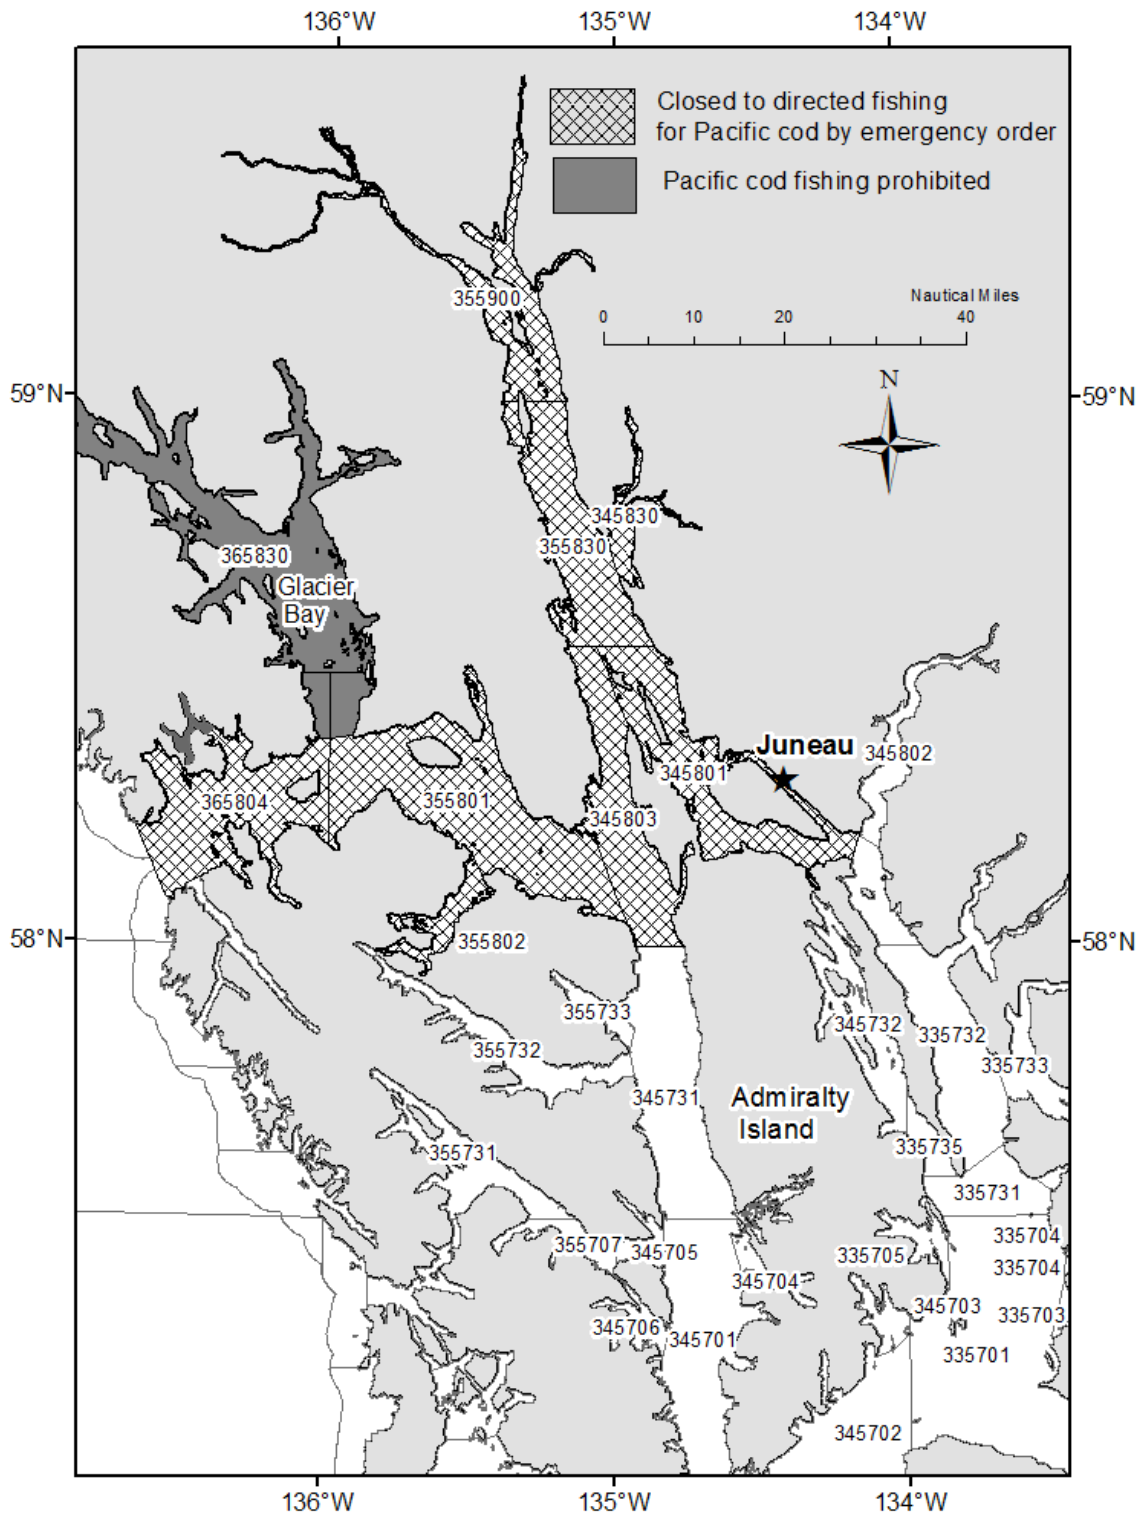 136°W
135°W
134°W
Closed to directed fishing
for Pacific cod by emergency order
Pacific cod fishing prohibited
355900
Nautical Miles
0
10
20
40
N
59°N
59°N
345830
355830
365830
Glacier
Bay
Juneau
345802
345801
365804
355801
345803
58°N
58°N
355802
355733
345732
335732
355732
335733
345731
Admiralty
Island
355731
335735
335731
355707
345705
335705
335704
335704
345704
345703
335703
345706
345701
335701
345702
136°W
135°W
134°W